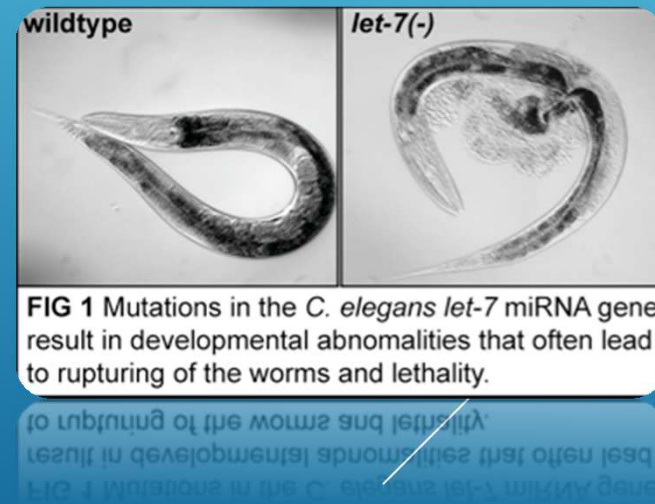 wildtype
let-7(-)
FIG 1 Mutations in the C. elegans let-7 miRNA gene
result in developmental abnormalities that often lead
to rupturing of the worms and lethality.